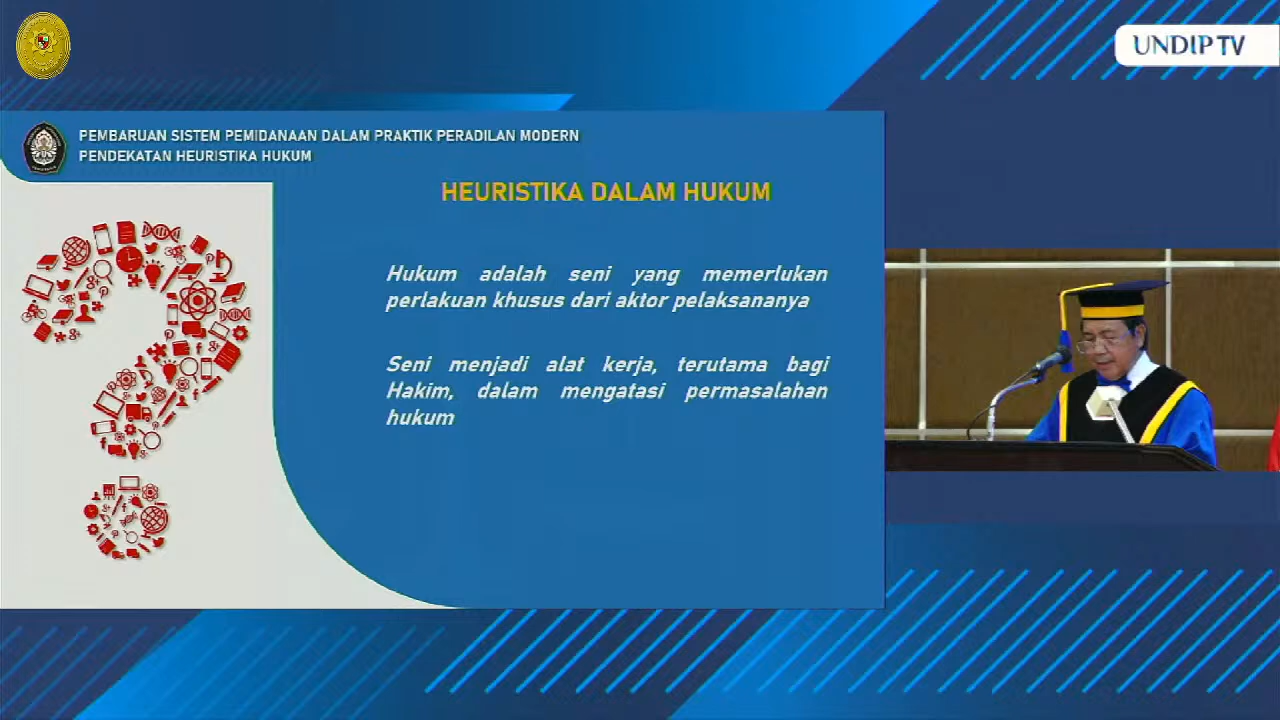 UNDIP TV
PEMBARUAN SISTEM PEMIDANAAN DALAM PRAKTIK PERADILAN MODERN
PENDEKATAN HEURISTIKA HUKUM
HEURISTIKA DALAM HUKUM
Hukum adalah seni yang memerlukan
perlakuan khusus dari aktor pelaksananya
Seni menjadi alat kerja, terutama bagi
Hakim, dalam mengatasi permasalahan
hukum